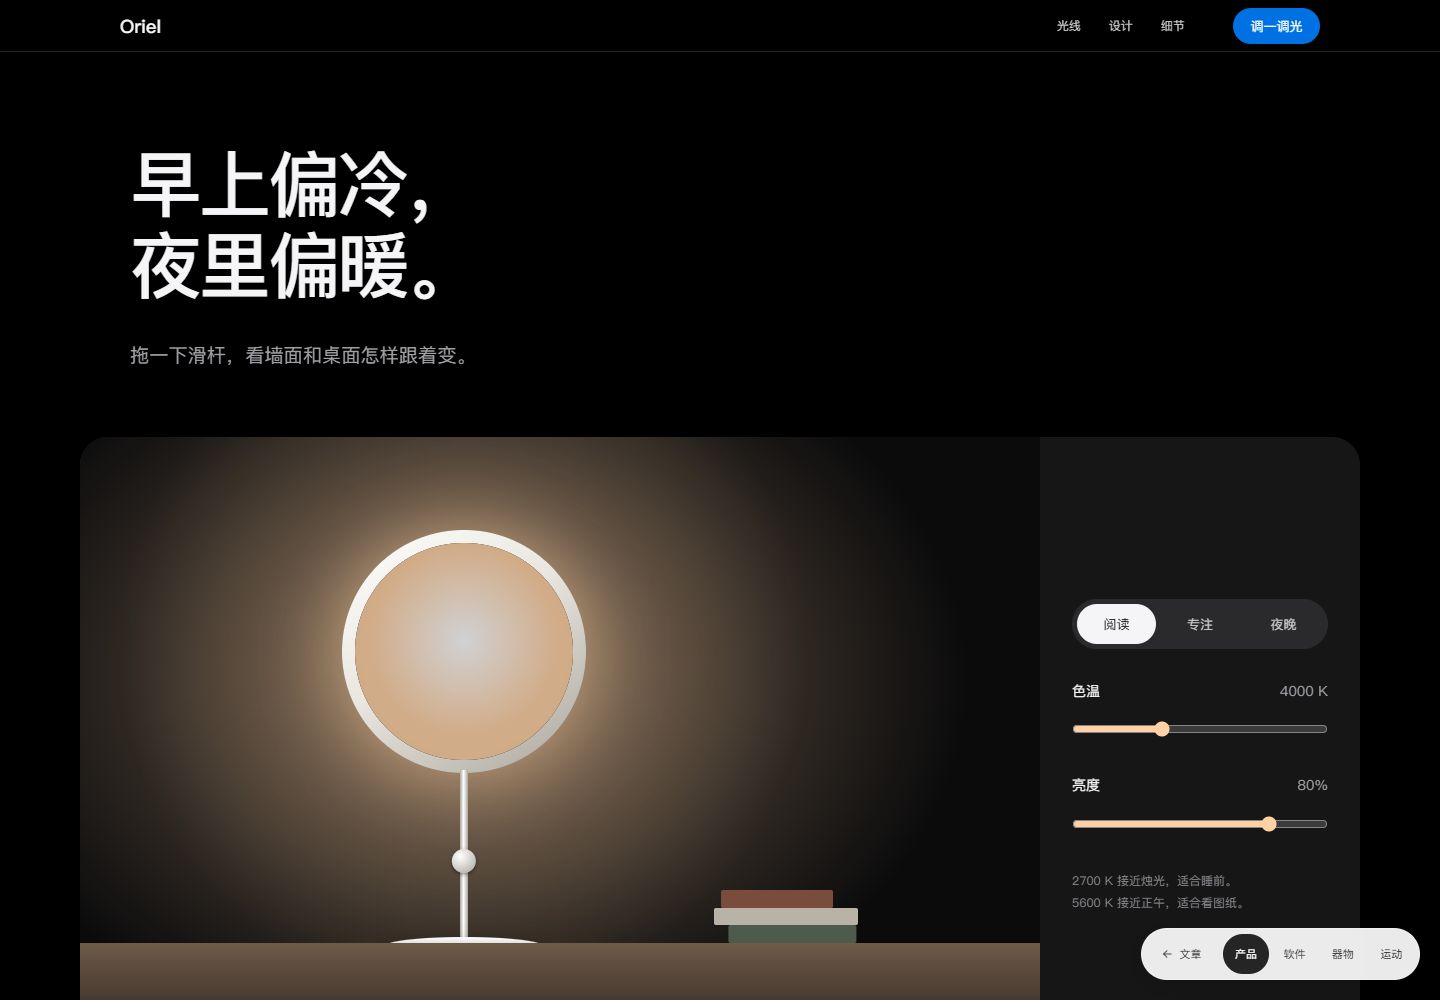 Oriel
光线 设计 细节 调一调光
早上偏冷，
夜里偏暖。
拖一下滑杆，看墙面和桌面怎样跟着变。
阅读 专注 夜晚
色温 4000 K
亮度 80%
2700 K 接近烛光，适合睡前。
5600 K 接近正午，适合看图纸。
← 文章 产品 软件 器物 运动